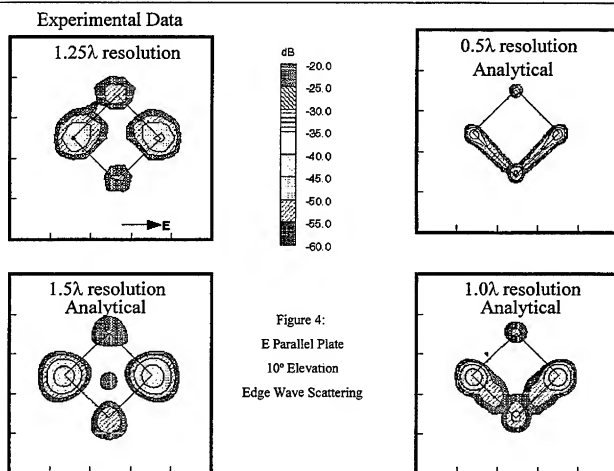 Experimental Data
1.25λ resolution
E
dB
-20.0
-25.0
-30.0
-35.0
-40.0
-45.0
-50.0
-55.0
-60.0
0.5λ resolution
Analytical
1.5λ resolution
Analytical
Figure 4:
E Parallel Plate
10° Elevation
Edge Wave Scattering
1.0λ resolution
Analytical